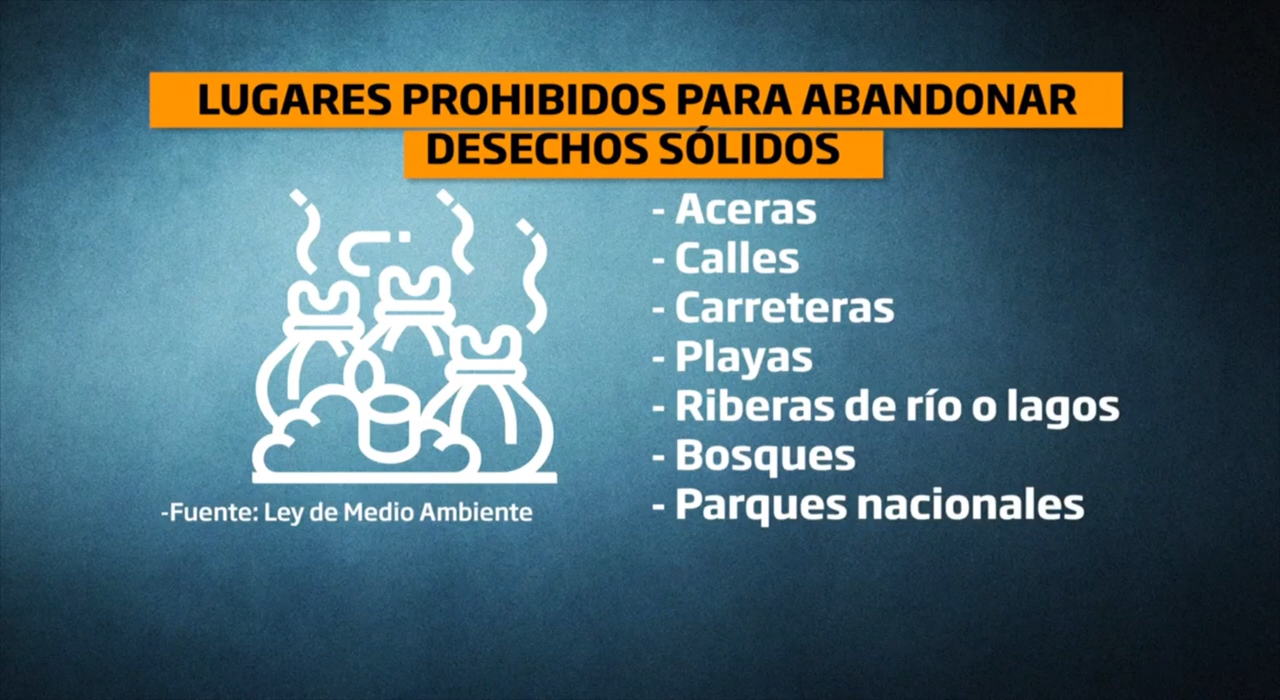 LUGARES PROHIBIDOS PARA ABANDONAR
DESECHOS SÓLIDOS
- Aceras
- Calles
- Carreteras
- Playas
- Riberas de río o lagos
- Bosques
- Parques nacionales
-Fuente: Ley de Medio Ambiente